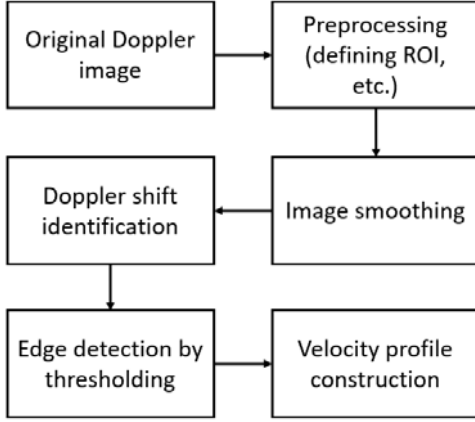 Original Doppler
image
Preprocessing
(defining ROI,
etc.)
Image smoothing
Doppler shift
identification
Edge detection by
thresholding
Velocity profile
construction